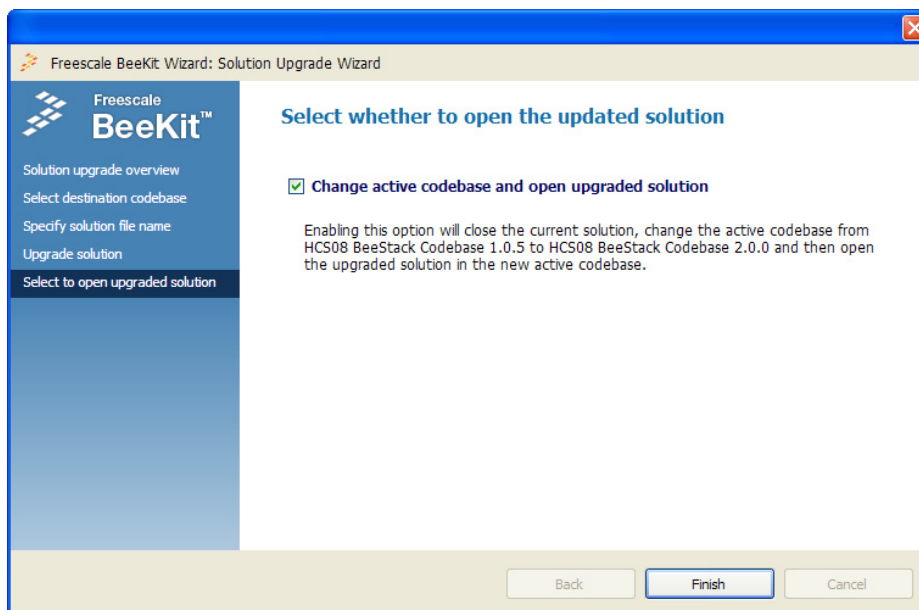 Freescale BeeKit Wizard: Solution Upgrade Wizard
Freescale
BeeKit™
Solution upgrade overview
Select destination codebase
Specify solution file name
Upgrade solution
Select to open upgraded solution
Select whether to open the updated solution
Change active codebase and open upgraded solution
Enabling this option will close the current solution, change the active codebase from
HCS08 BeeStack Codebase 1.0.5 to HCS08 BeeStack Codebase 2.0.0 and then open
the upgraded solution in the new active codebase.
Back
Finish
Cancel